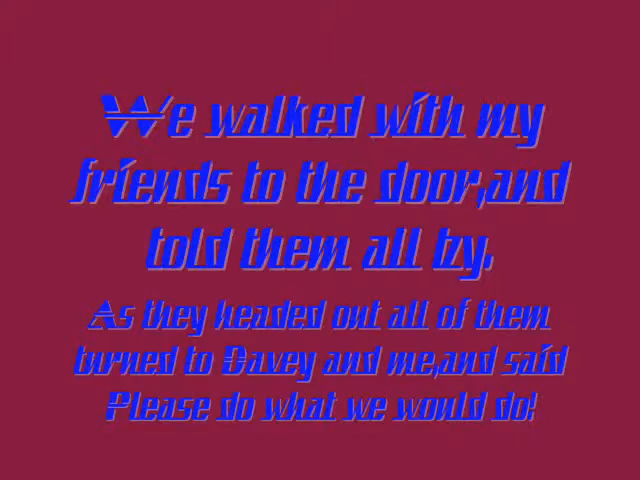 We walked with my
friends to the door,and
told them all by.
As they headed out all of them
turned to Davey and me,and said
Please do what we would do!